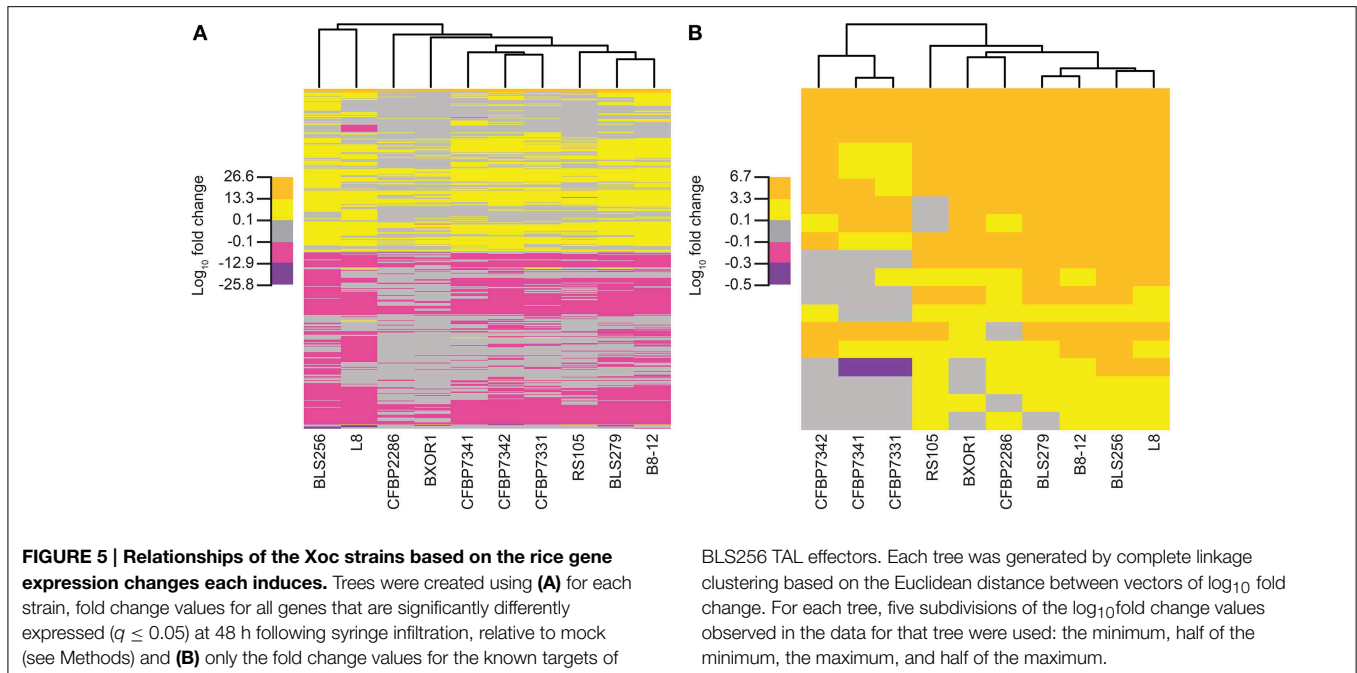 A
B
26.6
13.3
0.1
-0.1
-12.9
-25.8
Log10 fold change
6.7
3.3
0.1
-0.1
-0.3
-0.5
Log10 fold change
BLS256
L8
CFBP2286
BXOR1
CFBP7341
CFBP7342
CFBP7331
RS105
BLS279
B8-12
CFBP7342
CFBP7341
CFBP7331
RS105
BXOR1
CFBP2286
BLS279
B8-12
BLS256
L8
FIGURE 5 | Relationships of the Xoc strains based on the rice gene
expression changes each induces. Trees were created using (A) for each
strain, fold change values for all genes that are significantly differently
expressed (q ≤ 0.05) at 48 h following syringe infiltration, relative to mock
(see Methods) and (B) only the fold change values for the known targets of
BLS256 TAL effectors. Each tree was generated by complete linkage
clustering based on the Euclidean distance between vectors of log10 fold
change. For each tree, five subdivisions of the log10fold change values
observed in the data for that tree were used: the minimum, half of the
minimum, the maximum, and half of the maximum.